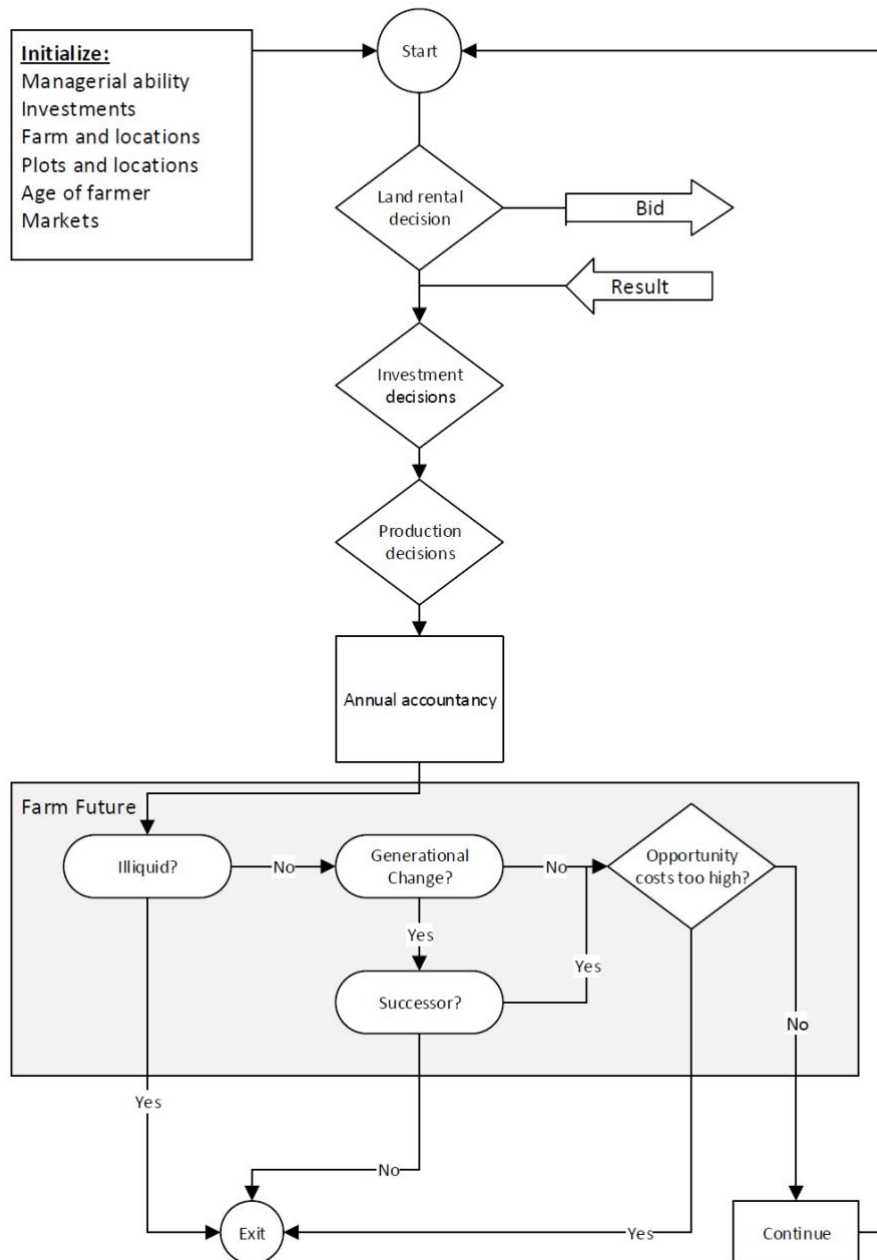 Initialize:
Managerial ability
Investments
Farm and locations
Plots and locations
Age of farmer
Markets
Start
Land rental
decision
Bid
Result
Investment
decisions
Production
decisions
Annual accountancy
Farm Future
Illiquid?
No
Generational
Change?
No
Opportunity
costs too high?
Yes
Yes
Successor?
No
Yes
No
Exit
Yes
Continue